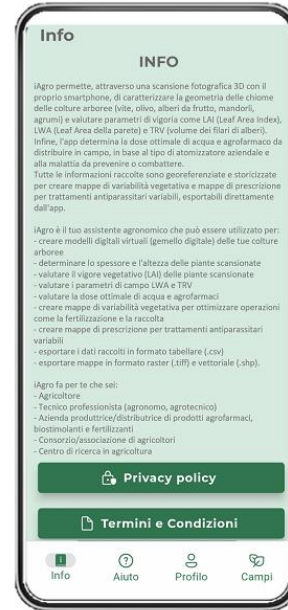 Info
INFO
iAgro permette, attraverso una scansione fotografica 3D con il
proprio smartphone, di caratterizzare la geometria delle chiome
delle colture arboree (vite, olivo, alberi da frutto, mandorli,
agrumi) e valutare parametri di vigoria come LAI (Leaf Area Index),
LWA (Leaf Area della parete) e TRV (volume dei filari di alberi).
Infine, l'app determina la dose ottimale di acqua e agrofarmaco da
distribuire in campo, in base al tipo di atomizzatore aziendale e
alla malattia da prevenire o combattere.
Tutte le informazioni raccolte sono georeferenziate e storicizzate
per creare mappe di variabilità vegetativa e mappe di prescrizione
per trattamenti antiparassitari variabili, esportabili direttamente
dall'app.
iAgro è il tuo assistente agronomico che può essere utilizzato per:
- creare modelli digitali virtuali (gemello digitale) delle tue colture
arboree
- determinare lo spessore e l'altezza delle piante scansionate
- valutare il vigore vegetativo (LAI) delle piante scansionate
- valutare i parametri di campo LWA e TRV
- valutare la dose ottimale di acqua e agrofarmaci
- creare mappe di variabilità vegetativa per ottimizzare operazioni
come la fertilizzazione e la raccolta
- creare mappe di prescrizione per trattamenti antiparassitari
variabili
- esportare i dati raccolti in formato tabellare (.csv)
- esportare mappe in formato raster (.tiff) e vettoriale (.shp).
iAgro fa per te che sei:
- Agricoltore
- Tecnico professionista (agronomo, agrotecnico)
- Azienda produttrice/distributrice di prodotti agrofarmaci,
biostimolanti e fertilizzanti
- Consorzio/associazione di agricoltori
- Centro di ricerca in agricoltura
Privacy policy
Termini e Condizioni
Info Aiuto Profilo Campi